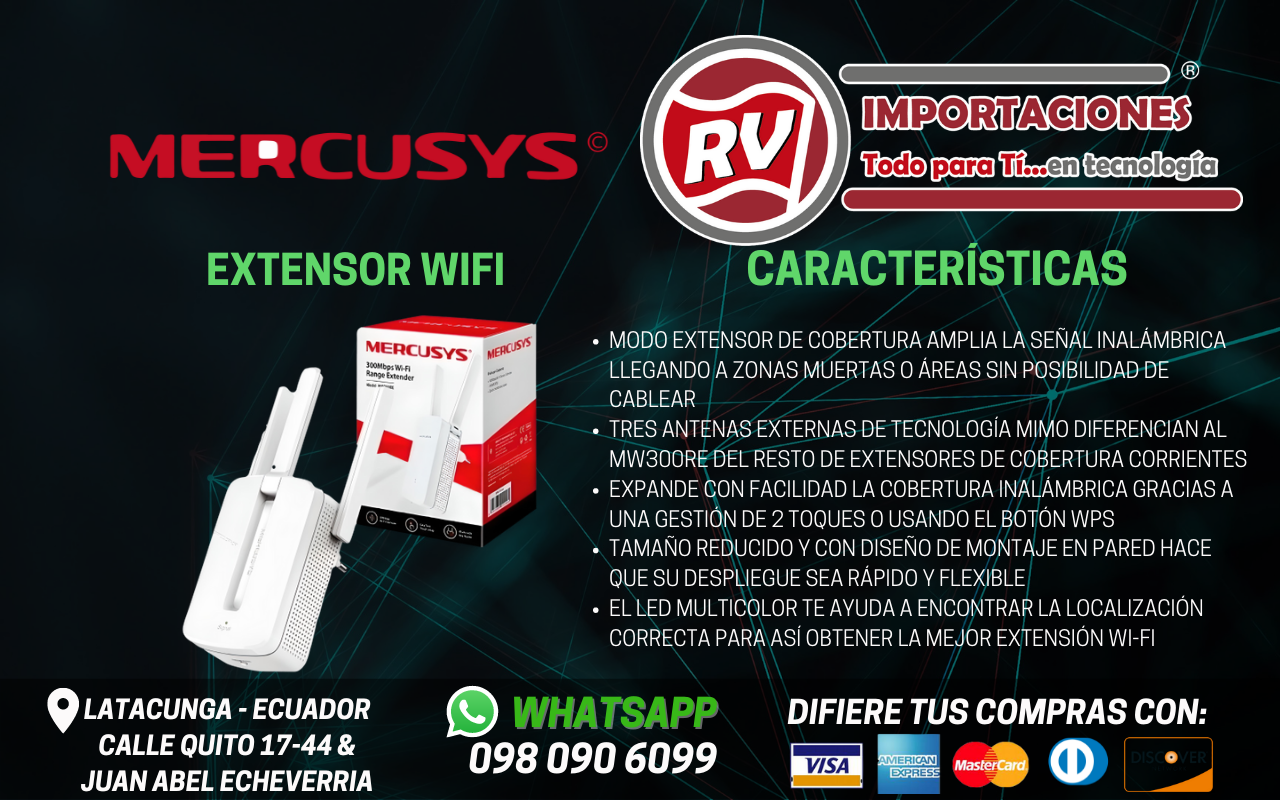 MERCUSYS©
RV
IMPORTACIONES®
Todo para Tí...en tecnología
EXTENSOR WIFI
MERCUSYS
300Mbps Wi-Fi
Range Extender
MERCUSYS
CARACTERÍSTICAS
• MODO EXTENSOR DE COBERTURA AMPLIA LA SEÑAL INALÁMBRICA
LLEGANDO A ZONAS MUERTAS O ÁREAS SIN POSIBILIDAD DE
CABLEAR
• TRES ANTENAS EXTERNAS DE TECNOLOGÍA MIMO DIFERENCIAN AL
MW300RE DEL RESTO DE EXTENSORES DE COBERTURA CORRIENTES
• EXPANDE CON FACILIDAD LA COBERTURA INALÁMBRICA GRACIAS A
UNA GESTIÓN DE 2 TOQUES O USANDO EL BOTÓN WPS
• TAMAÑO REDUCIDO Y CON DISEÑO DE MONTAJE EN PARED HACE
QUE SU DESPLIEGUE SEA RÁPIDO Y FLEXIBLE
• EL LED MULTICOLOR TE AYUDA A ENCONTRAR LA LOCALIZACIÓN
CORRECTA PARA ASÍ OBTENER LA MEJOR EXTENSIÓN WI-FI
LATACUNGA - ECUADOR
CALLE QUITO 17-44 &
JUAN ABEL ECHEVERRIA
WHATSAPP
098 090 6099
DIFIERE TUS COMPRAS CON:
VISA
AMERICAN
EXPRESS
MasterCard
DISCOVER